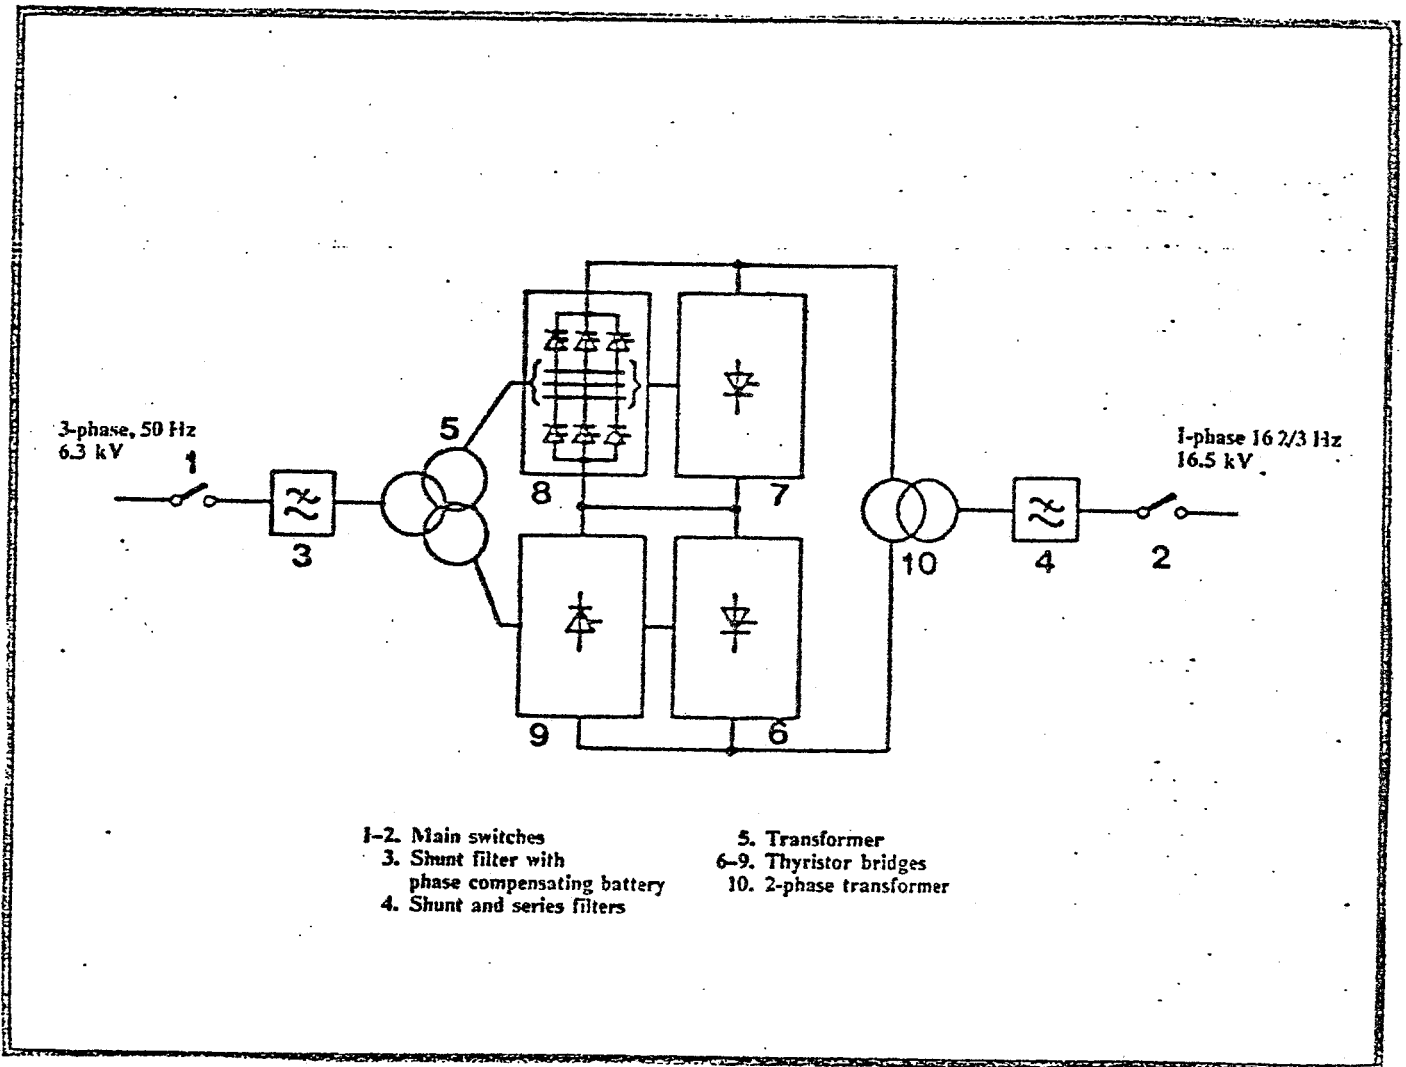 3-phase, 50 Hz
6.3 kV
1
3
5
8
7
9
6
10
4
2
1-phase 16 2/3 Hz
16.5 kV
1-2. Main switches
3. Shunt filter with
phase compensating battery
4. Shunt and series filters
5. Transformer
6-9. Thyristor bridges
10. 2-phase transformer